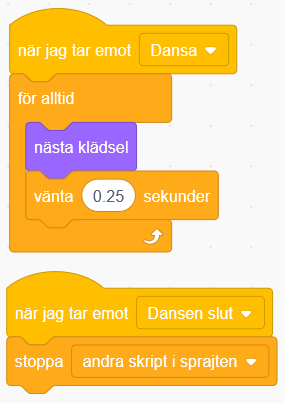 när jag tar emot Dansa
för alltid
nästa klädsel
vänta 0.25 sekunder
när jag tar emot Dansen slut
stoppa andra skript i sprajten